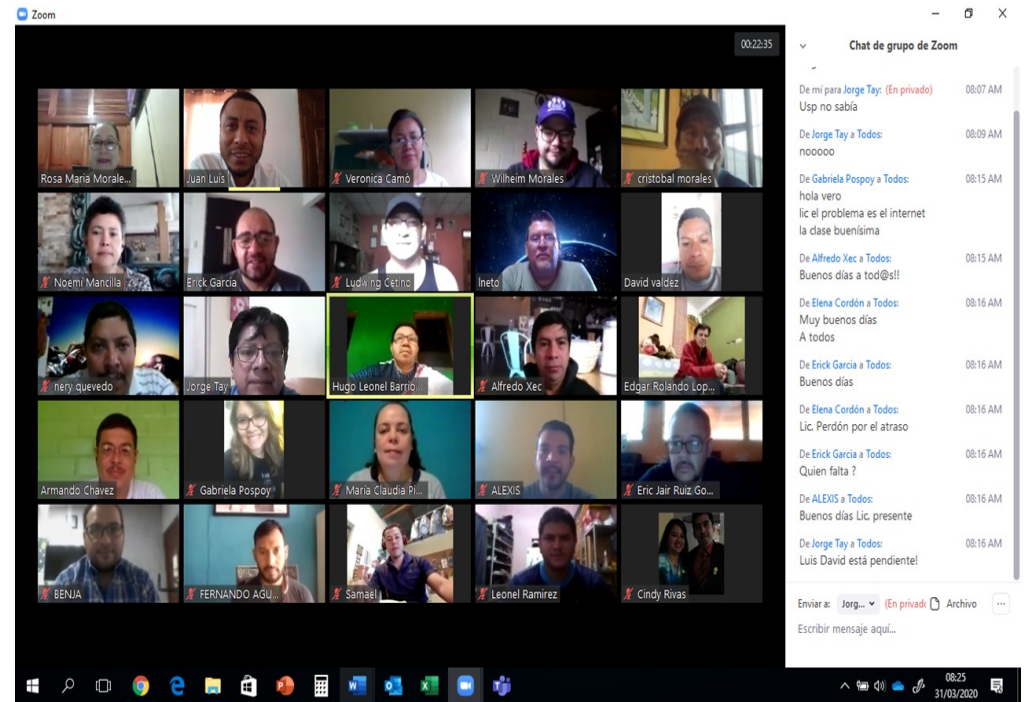 Zoom
00:22:35
Rosa Maria Morale...
Juan Luis
Veronica Camó
Wilheim Morales
cristobal morales
Noemí Mancilla
Erick Garcia
Ludwing Cetino
Ineto
David valdez
nery quevedo
Jorge Tay
Hugo Leonel Barrio...
Alfredo Xec
Edgar Rolando Lop...
Armando Chavez
Gabriela Pospoy
Maria Claudia Pi...
ALEXIS
Eric Jair Ruiz Go...
BENJA
FERNANDO AGU...
Samael
Leonel Ramirez
Cindy Rivas
Chat de grupo de Zoom
De mí para Jorge Tay: (En privado) 08:07 AM
Usp no sabía
De Jorge Tay a Todos: 08:09 AM
nooooo
De Gabriela Pospoy a Todos: 08:15 AM
hola vero
lic el problema es el internet
la clase buenísima
De Alfredo Xec a Todos: 08:15 AM
Buenos días a tod@s!!
De Elena Cordón a Todos: 08:16 AM
Muy buenos días
A todos
De Erick Garcia a Todos: 08:16 AM
Buenos días
De Elena Cordón a Todos: 08:16 AM
Lic. Perdón por el atraso
De Erick Garcia a Todos: 08:16 AM
Quien falta ?
De ALEXIS a Todos: 08:16 AM
Buenos días Lic. presente
De Jorge Tay a Todos: 08:16 AM
Luis David está pendiente!
Enviar a: Jorg... (En privado Archivo ...
Escribir mensaje aquí...
08:25
31/03/2020